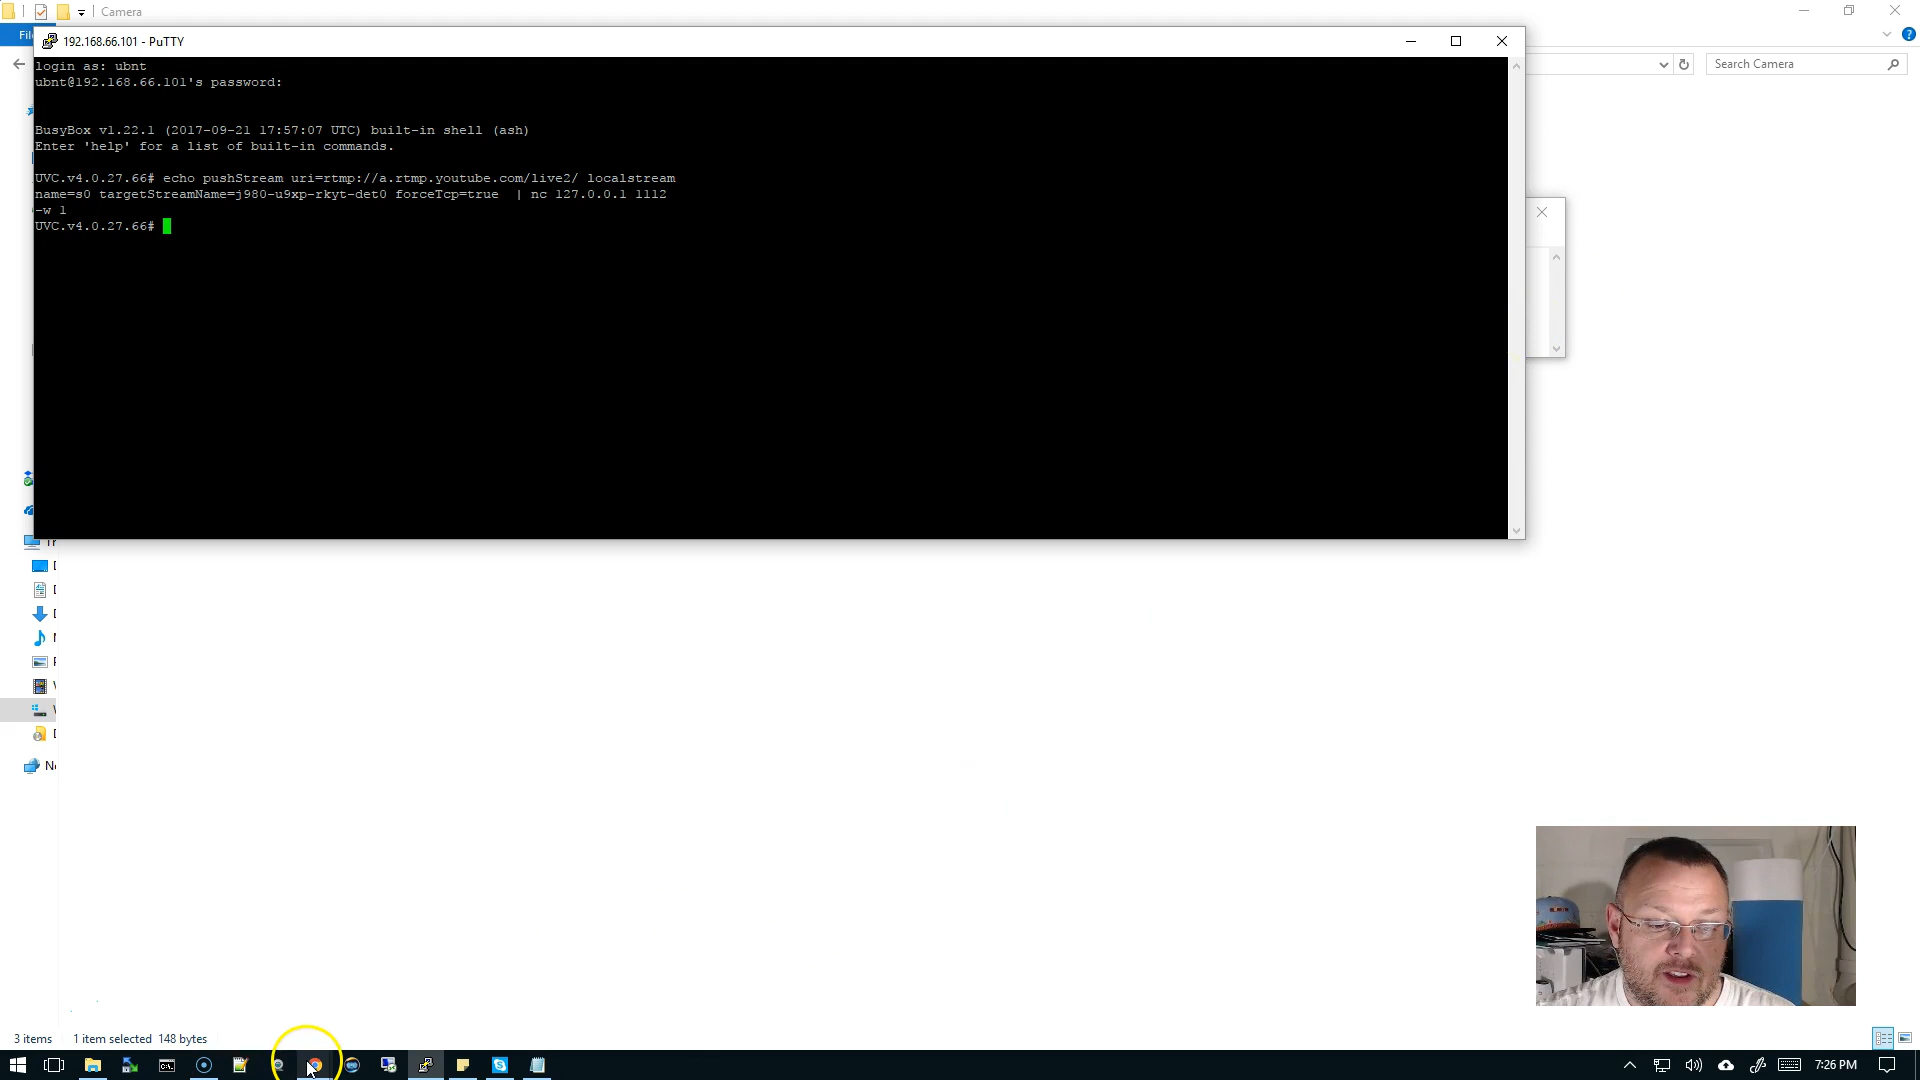 Camera
Fil
192.168.66.101 - PuTTY
Search Camera
login as: ubnt
ubnt@192.168.66.101's password:
BusyBox v1.22.1 (2017-09-21 17:57:07 UTC) built-in shell (ash)
Enter 'help' for a list of built-in commands.
UVC.v4.0.27.66# echo pushStream uri=rtmp://a.rtmp.youtube.com/live2/ localstream
name=s0 targetStreamName=j980-u9xp-rkyt-det0 forceTcp=true  | nc 127.0.0.1 1112
-w 1
UVC.v4.0.27.66#
Th
D
D
D
M
P
V
W
D
Ne
3 items 1 item selected 148 bytes
7:26 PM